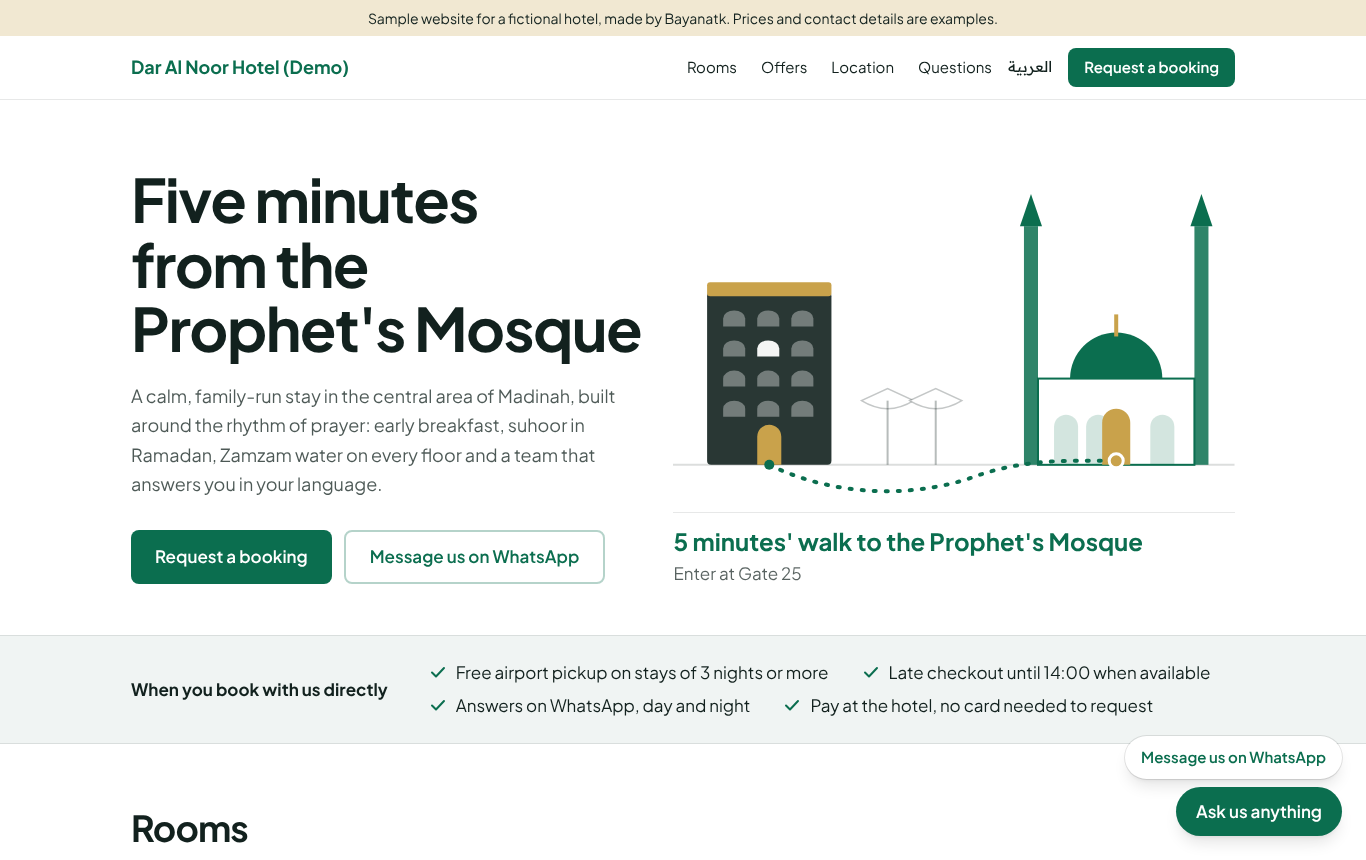 Sample website for a fictional hotel, made by Bayanatk. Prices and contact details are examples.
Dar Al Noor Hotel (Demo)
Rooms
Offers
Location
Questions
العربية
Request a booking
Five minutes
from the
Prophet's Mosque
A calm, family-run stay in the central area of Madinah, built
around the rhythm of prayer: early breakfast, suhoor in
Ramadan, Zamzam water on every floor and a team that
answers you in your language.
Request a booking
Message us on WhatsApp
5 minutes' walk to the Prophet's Mosque
Enter at Gate 25
When you book with us directly
Free airport pickup on stays of 3 nights or more
Late checkout until 14:00 when available
Answers on WhatsApp, day and night
Pay at the hotel, no card needed to request
Message us on WhatsApp
Ask us anything
Rooms